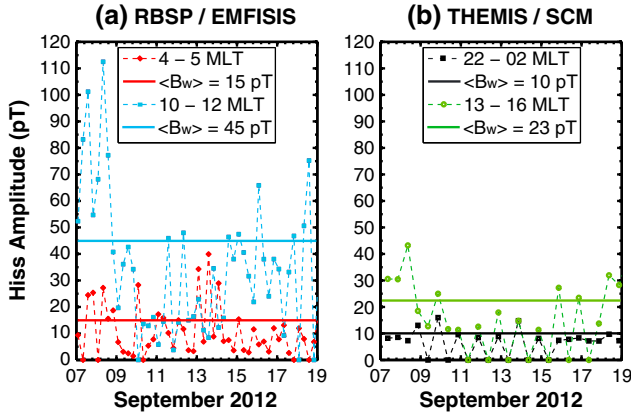 (a) RBSP / EMFISIS
(b) THEMIS / SCM
Hiss Amplitude (pT)
130
120
110
100
90
80
70
60
50
40
30
20
10
0
4 – 5 MLT
<Bw> = 15 pT
10 – 12 MLT
<Bw> = 45 pT
07 09 11 13 15 17 19
September 2012
130
120
110
100
90
80
70
60
50
40
30
20
10
0
22 – 02 MLT
<Bw> = 10 pT
13 – 16 MLT
<Bw> = 23 pT
07 09 11 13 15 17 19
September 2012